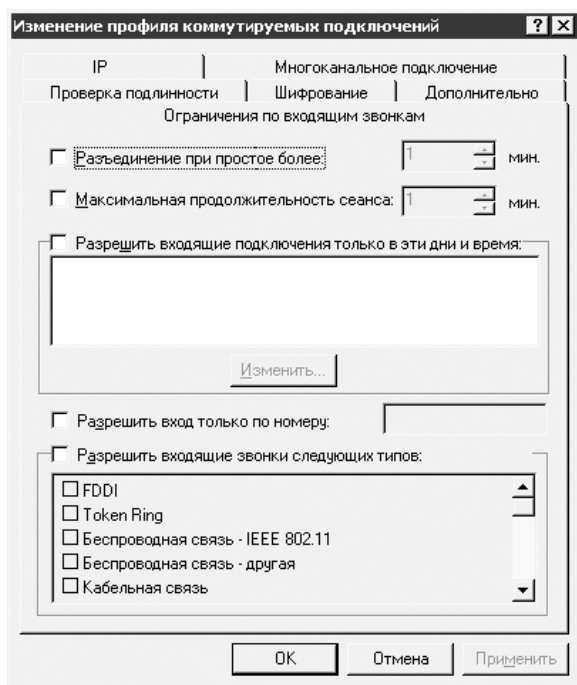 Изменение профиля коммутируемых подключений
IP Многоканальное подключение
Проверка подлинности Шифрование Дополнительно
Ограничения по входящим звонкам
Разъединение при простое более: 1 мин.
Максимальная продолжительность сеанса: 1 мин.
Разрешить входящие подключения только в эти дни и время:
Изменить...
Разрешить вход только по номеру:
Разрешить входящие звонки следующих типов:
FDDI
Token Ring
Беспроводная связь - IEEE 802.11
Беспроводная связь - другая
Кабельная связь
OK Отмена Применить